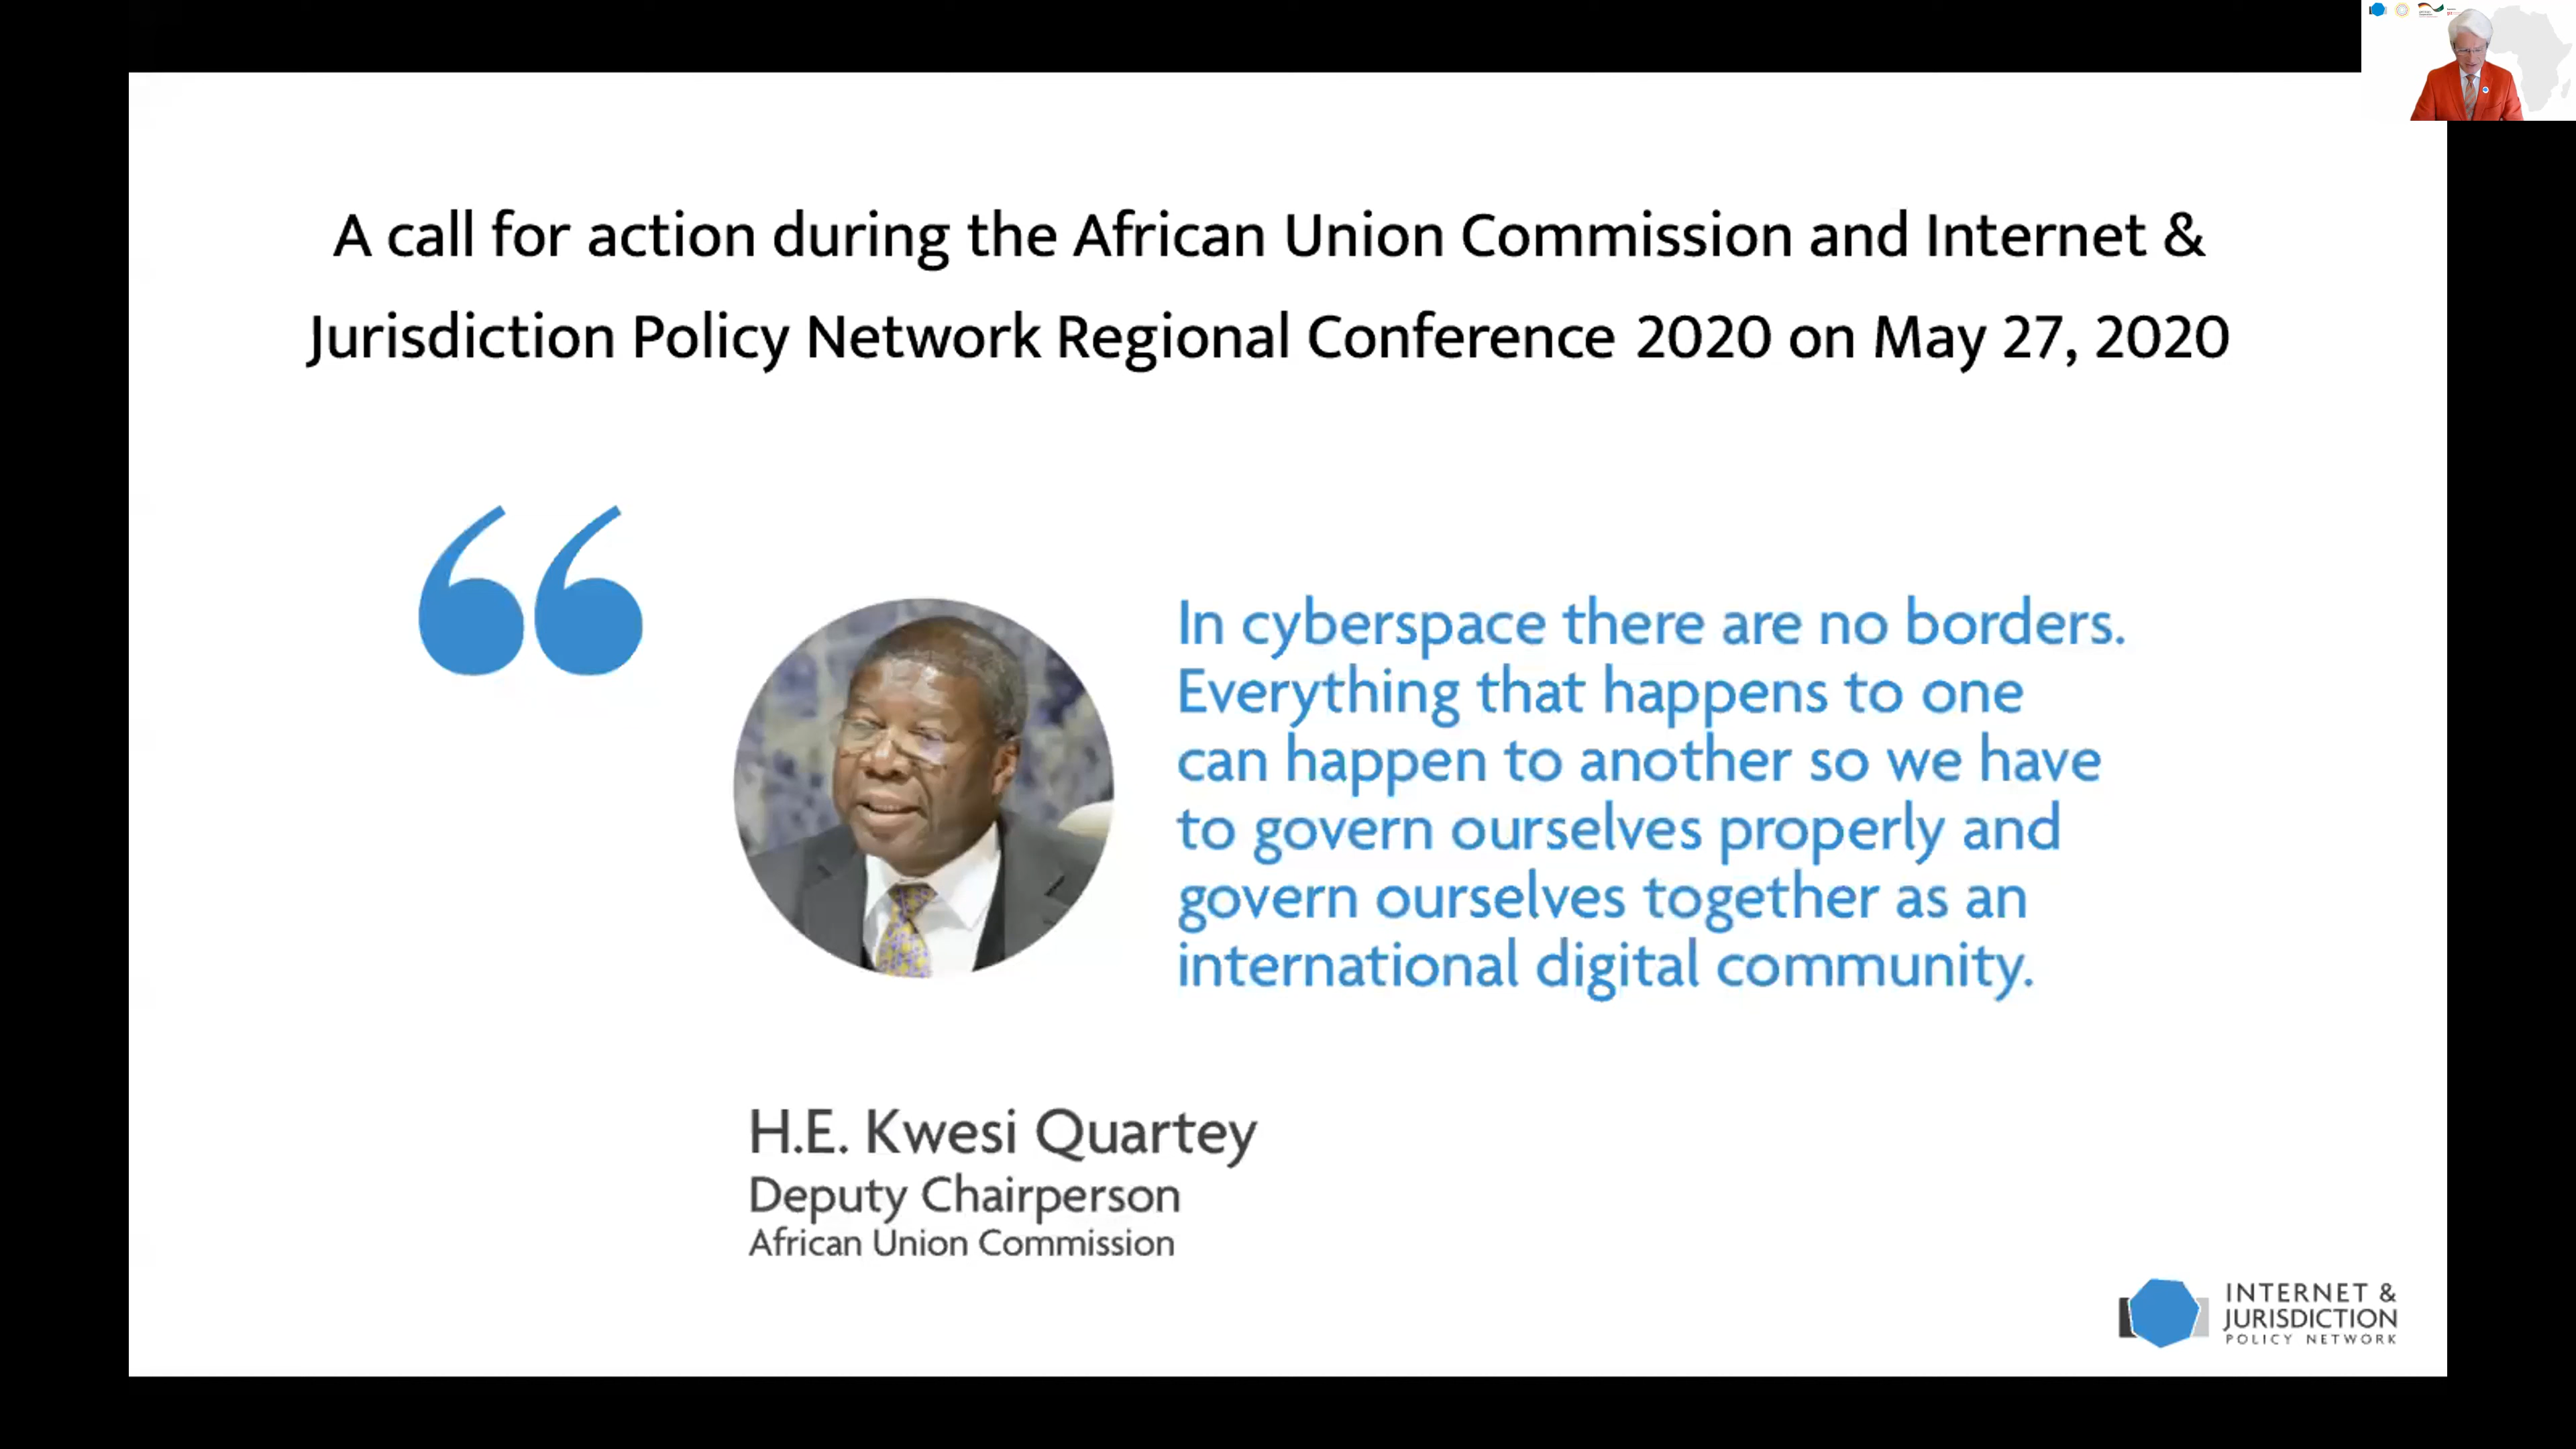 A call for action during the African Union Commission and Internet &
Jurisdiction Policy Network Regional Conference 2020 on May 27, 2020
“
In cyberspace there are no borders.
Everything that happens to one
can happen to another so we have
to govern ourselves properly and
govern ourselves together as an
international digital community.
H.E. Kwesi Quartey
Deputy Chairperson
African Union Commission
INTERNET &
JURISDICTION
POLICY NETWORK